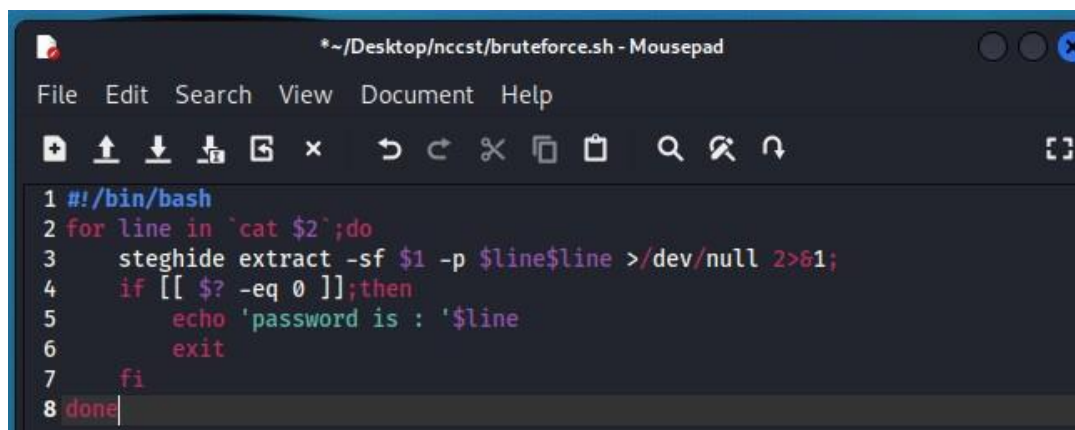 *~/Desktop/nccst/bruteforce.sh - Mousepad
File Edit Search View Document Help
1 #!/bin/bash
2 for line in `cat $2`;do
3 steghide extract -sf $1 -p $line$line >/dev/null 2>&1;
4 if [[ $? -eq 0 ]];then
5 echo 'password is : '$line
6 exit
7 fi
8 done